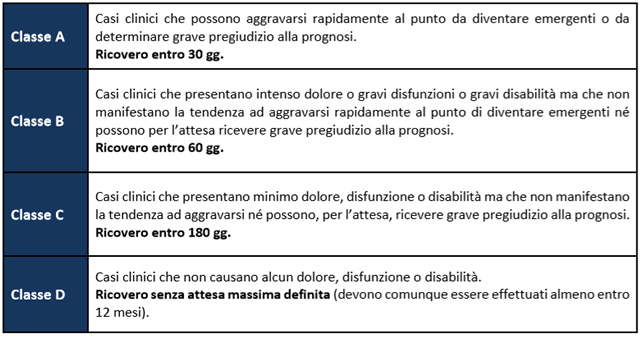 Classe A
Casi clinici che possono aggravarsi rapidamente al punto da diventare emergenti o da
determinare grave pregiudizio alla prognosi.
Ricovero entro 30 gg.
Classe B
Casi clinici che presentano intenso dolore o gravi disfunzioni o gravi disabilità ma che non
manifestano la tendenza ad aggravarsi rapidamente al punto di diventare emergenti né
possono per l’attesa ricevere grave pregiudizio alla prognosi.
Ricovero entro 60 gg.
Classe C
Casi clinici che presentano minimo dolore, disfunzione o disabilità ma che non manifestano
la tendenza ad aggravarsi né possono, per l’attesa, ricevere grave pregiudizio alla prognosi.
Ricovero entro 180 gg.
Classe D
Casi clinici che non causano alcun dolore, disfunzione o disabilità.
Ricovero senza attesa massima definita (devono comunque essere effettuati almeno entro
12 mesi).